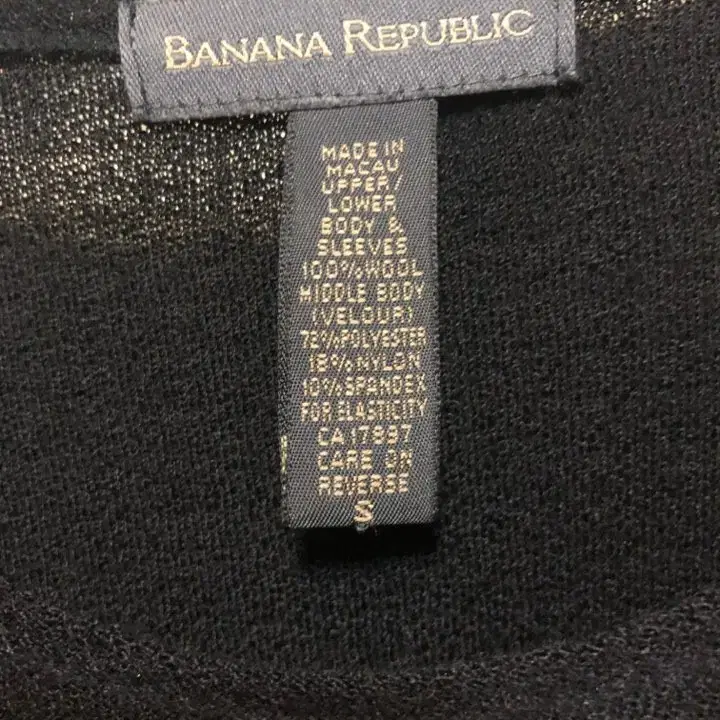 BANANA REPUBLIC
MADE IN
MACAU
UPPER/
LOWER
BODY &
SLEEVES
100% WOOL
MIDDLE BODY
(VELOUR)
72% POLYESTER
18% NYLON
10% SPANDEX
FOR ELASTICITY
CA17897
CARE ON
REVERSE
S